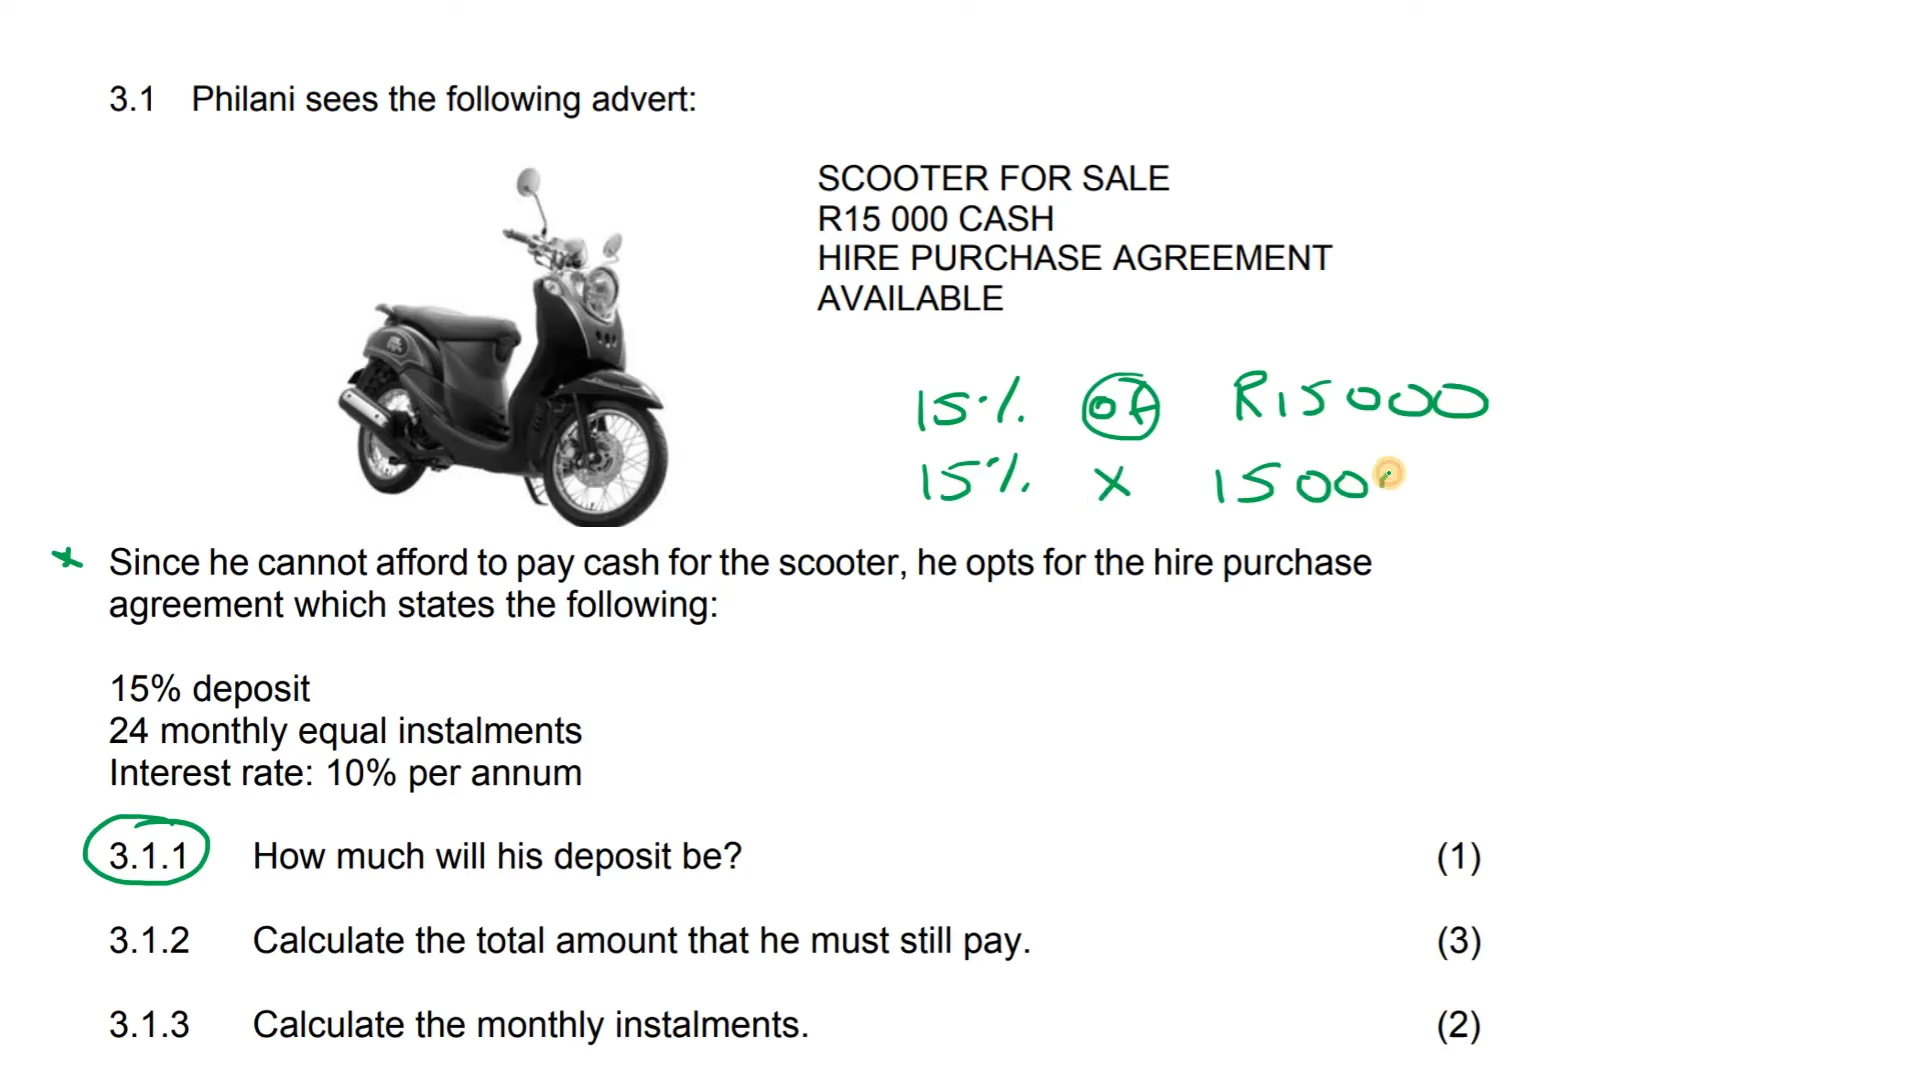 3.1 Philani sees the following advert:
SCOOTER FOR SALE
R15 000 CASH
HIRE PURCHASE AGREEMENT
AVAILABLE
15% of R15000
15% x 1500
Since he cannot afford to pay cash for the scooter, he opts for the hire purchase
agreement which states the following:
15% deposit
24 monthly equal instalments
Interest rate: 10% per annum
3.1.1 How much will his deposit be? (1)
3.1.2 Calculate the total amount that he must still pay. (3)
3.1.3 Calculate the monthly instalments. (2)